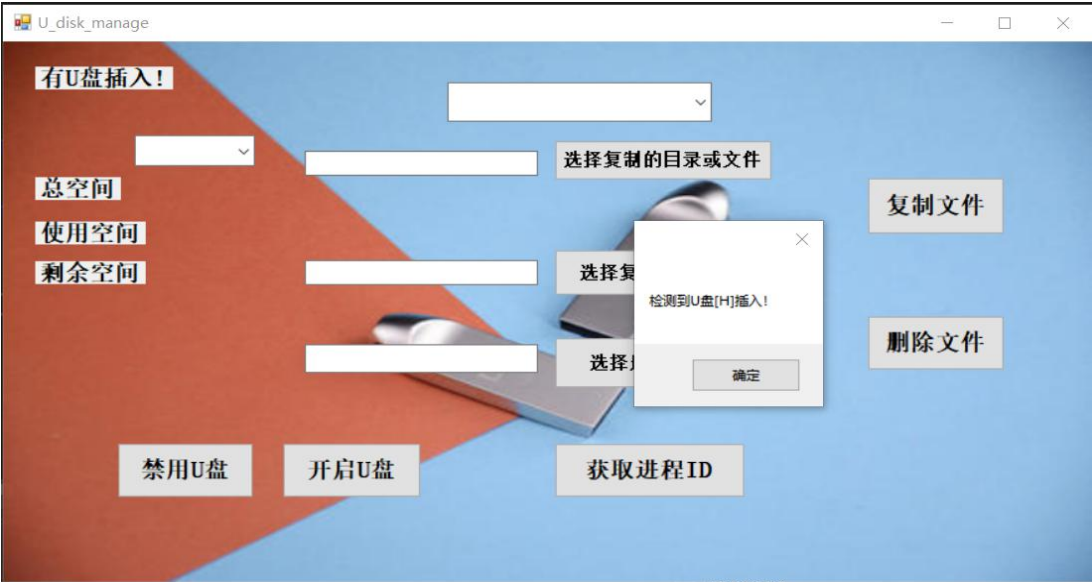 U_disk_manage
有U盘插入!
选择复制的目录或文件
总空间
复制文件
使用空间
剩余空间
选择复
检测到U盘[H]插入!
删除文件
选择
确定
禁用U盘
开启U盘
获取进程ID